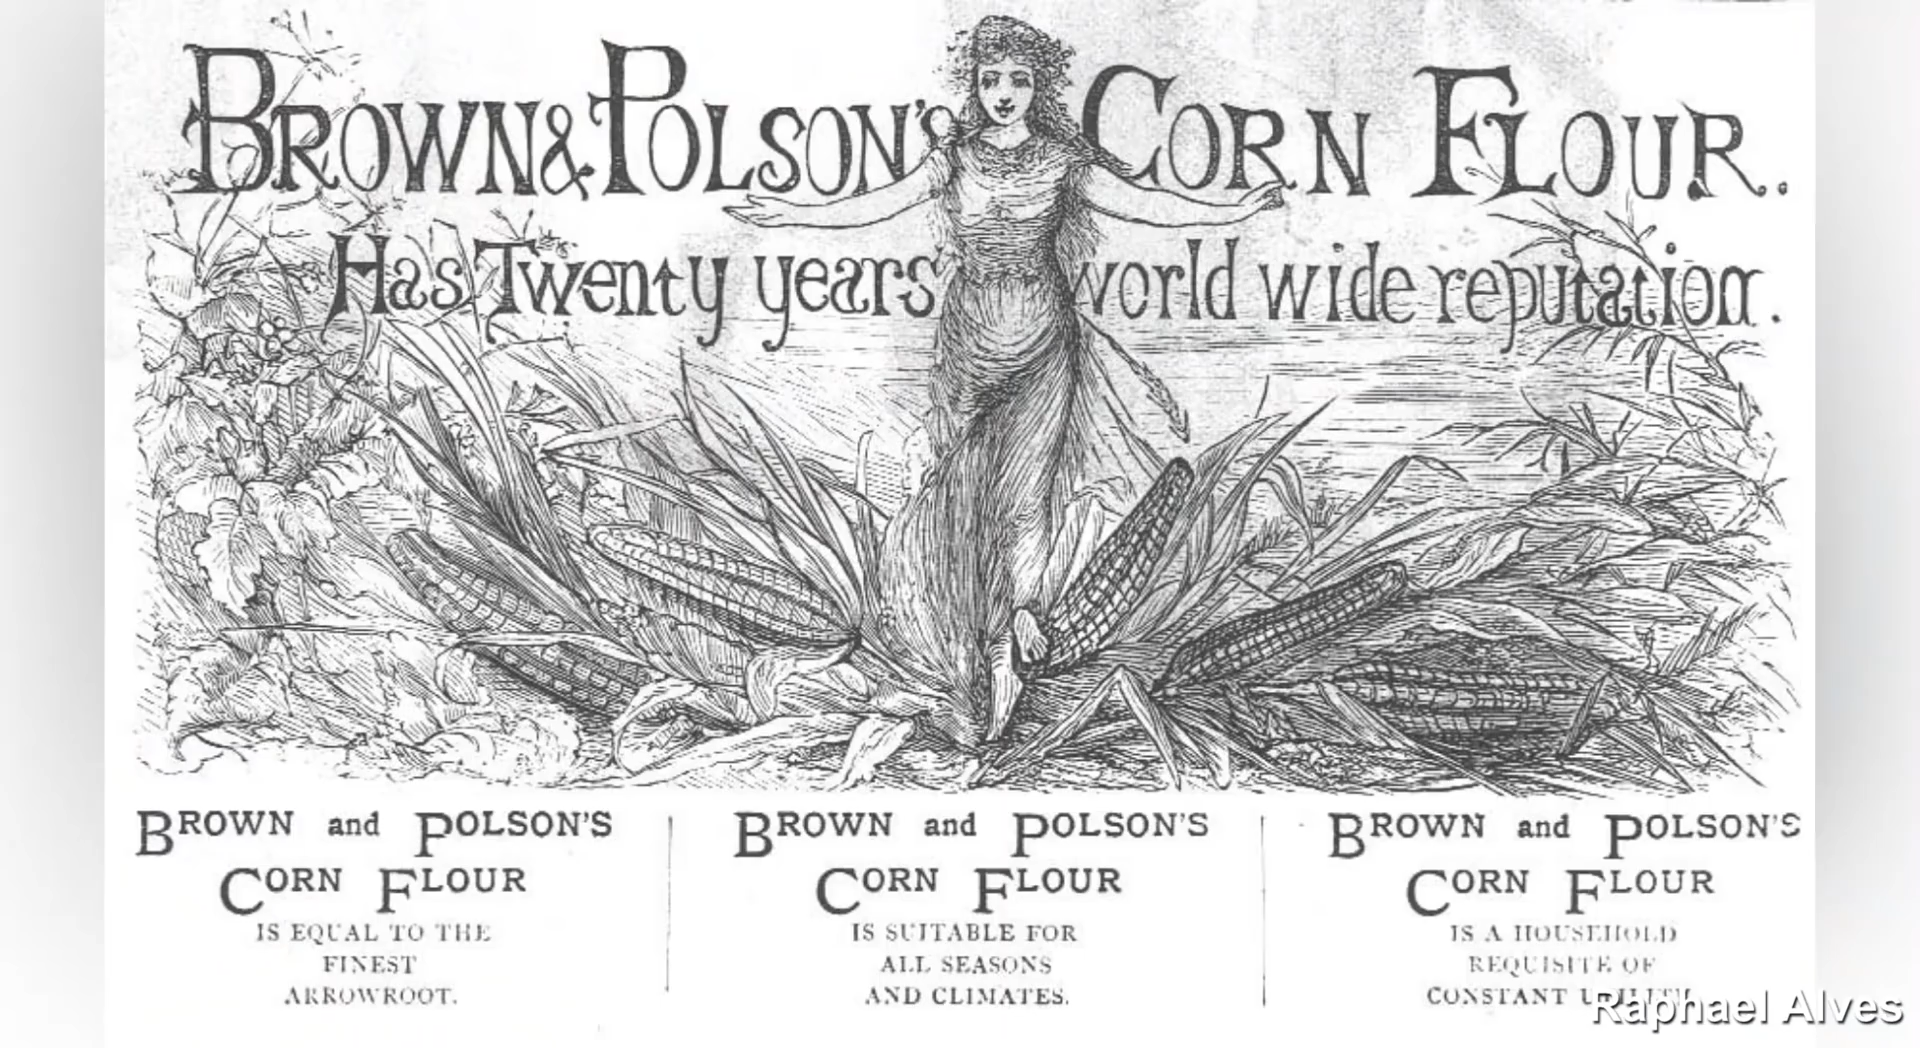 BROWN & POLSON'S CORN FLOUR.
Has Twenty years world wide reputation.
BROWN and POLSON'S
CORN FLOUR
IS EQUAL TO THE
FINEST
ARROWROOT.
BROWN and POLSON'S
CORN FLOUR
IS SUITABLE FOR
ALL SEASONS
AND CLIMATES.
BROWN and POLSON'S
CORN FLOUR
IS A HOUSEHOLD
REQUISITE OF
CONSTANT
Raphael Alves